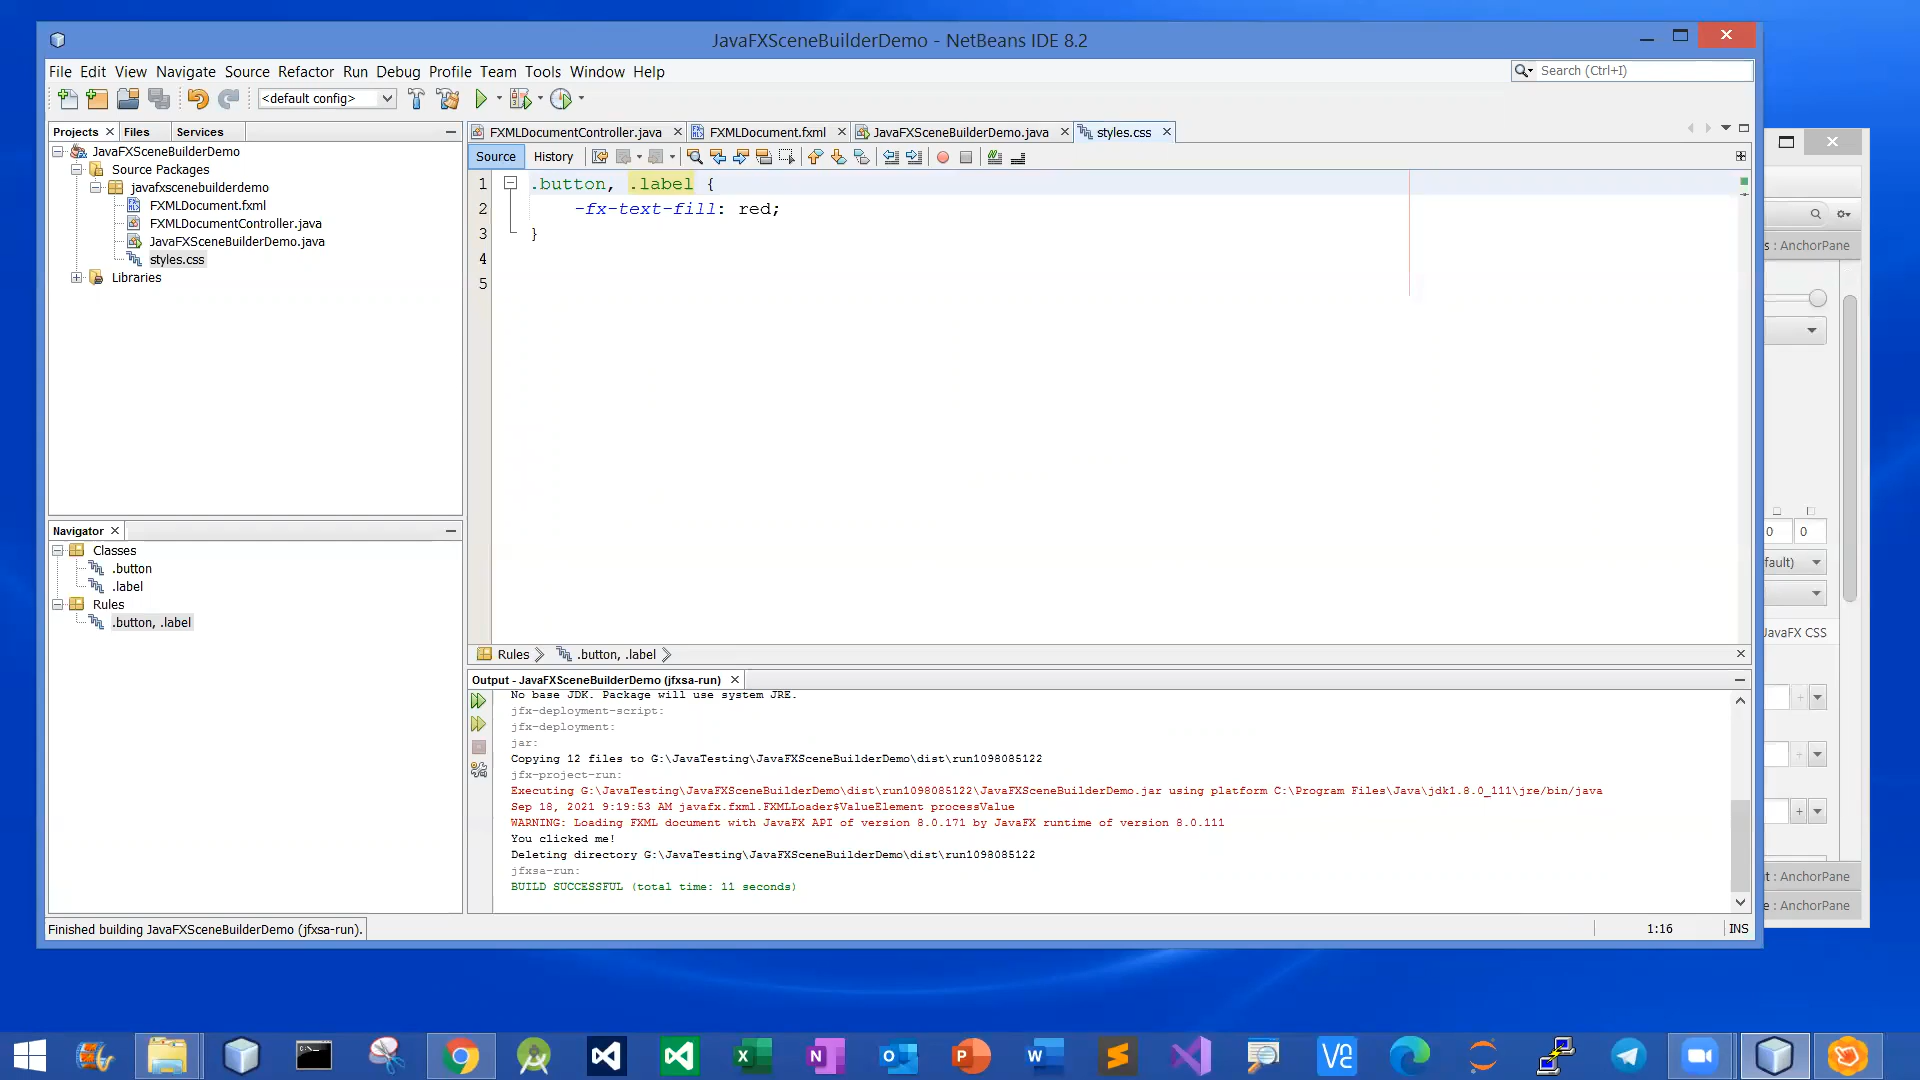 JavaFXSceneBuilderDemo - NetBeans IDE 8.2
File Edit View Navigate Source Refactor Run Debug Profile Team Tools Window Help
Search (Ctrl+I)
<default config>
Projects Files Services
FXMLDocumentController.java FXMLDocument.fxml JavaFXSceneBuilderDemo.java styles.css
Source History
JavaFXSceneBuilderDemo
Source Packages
javafxscenebuilderdemo
FXMLDocument.fxml
FXMLDocumentController.java
JavaFXSceneBuilderDemo.java
styles.css
Libraries
1 .button, .label {
2 -fx-text-fill: red;
3 }
4
5
s : AnchorPane
0 0
fault)
JavaFX CSS
t : AnchorPane
e : AnchorPane
Navigator
Classes
.button
.label
Rules
.button, .label
Rules .button, .label
Output - JavaFXSceneBuilderDemo (jfxsa-run)
No base JDK. Package will use system JRE.
jfx-deployment-script:
jfx-deployment:
jar:
Copying 12 files to G:\JavaTesting\JavaFXSceneBuilderDemo\dist\run1098085122
jfx-project-run:
Executing G:\JavaTesting\JavaFXSceneBuilderDemo\dist\run1098085122\JavaFXSceneBuilderDemo.jar using platform C:\Program Files\Java\jdk1.8.0_111\jre/bin/java
Sep 18, 2021 9:19:53 AM javafx.fxml.FXMLLoader$ValueElement processValue
WARNING: Loading FXML document with JavaFX API of version 8.0.171 by JavaFX runtime of version 8.0.111
You clicked me!
Deleting directory G:\JavaTesting\JavaFXSceneBuilderDemo\dist\run1098085122
jfxsa-run:
BUILD SUCCESSFUL (total time: 11 seconds)
Finished building JavaFXSceneBuilderDemo (jfxsa-run).
1:16 INS